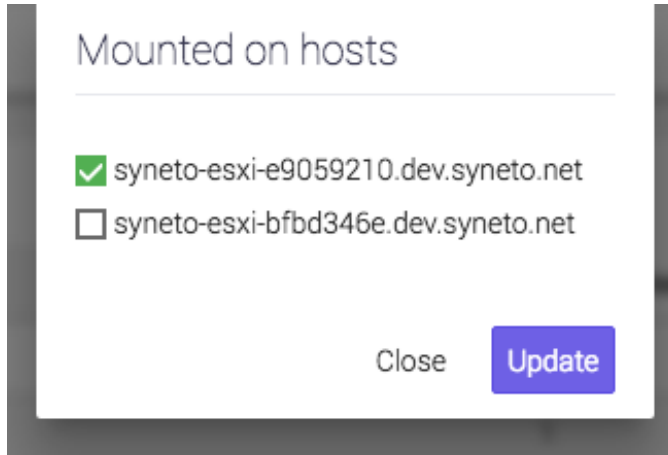 Mounted on hosts
syneto-esxi-e9059210.dev.syneto.net
syneto-esxi-bfbd346e.dev.syneto.net
Close
Update